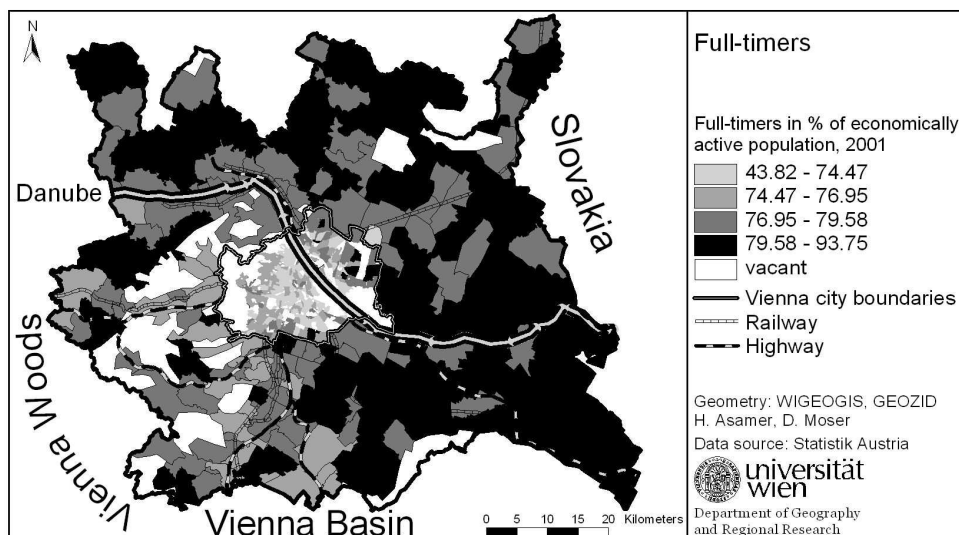 N
Danube
Slovakia
Vienna Woods
Vienna Basin
0 5 10 15 20 Kilometers
Full-timers
Full-timers in % of economically
active population, 2001
43.82 - 74.47
74.47 - 76.95
76.95 - 79.58
79.58 - 93.75
vacant
Vienna city boundaries
Railway
Highway
Geometry: WIGEOGIS, GEOZID
H. Asamer, D. Moser
Data source: Statistik Austria
universität
wien
Department of Geography
and Regional Research